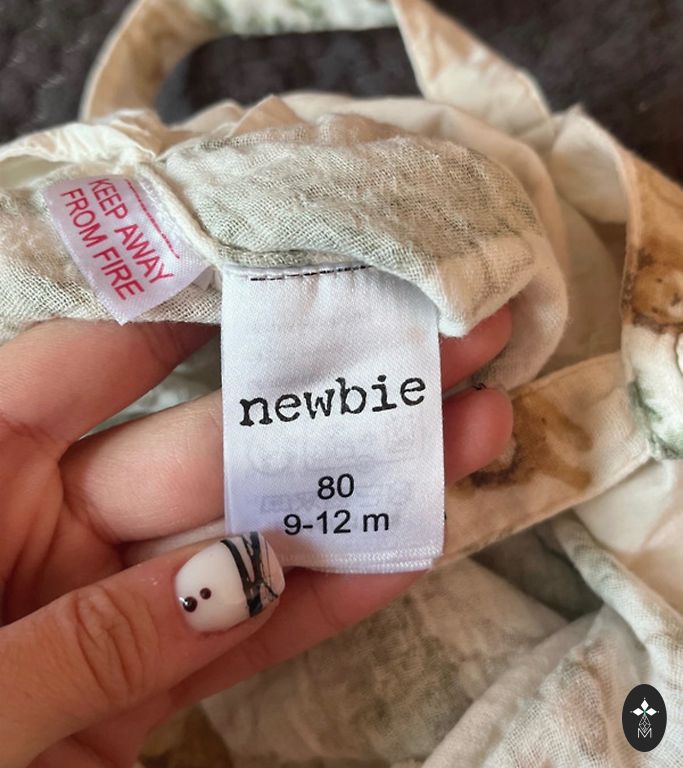 KEEP AWAY
FROM FIRE
newbie
80
9-12 m